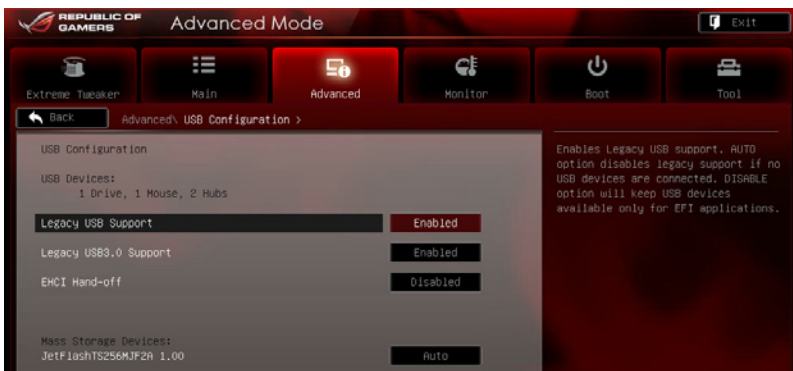 REPUBLIC OF
GAMERS
Advanced Mode
Exit
Extreme Tweaker
Main
Advanced
Monitor
Boot
Tool
Back
Advanced\ USB Configuration >
USB Configuration
USB Devices:
1 Drive, 1 Mouse, 2 Hubs
Legacy USB Support Enabled
Legacy USB3.0 Support Enabled
EHCI Hand-off Disabled
Mass Storage Devices:
JetFlashTS256MJF2A 1.00 Auto
Enables Legacy USB support. AUTO
option disables legacy support if no
USB devices are connected. DISABLE
option will keep USB devices
available only for EFI applications.